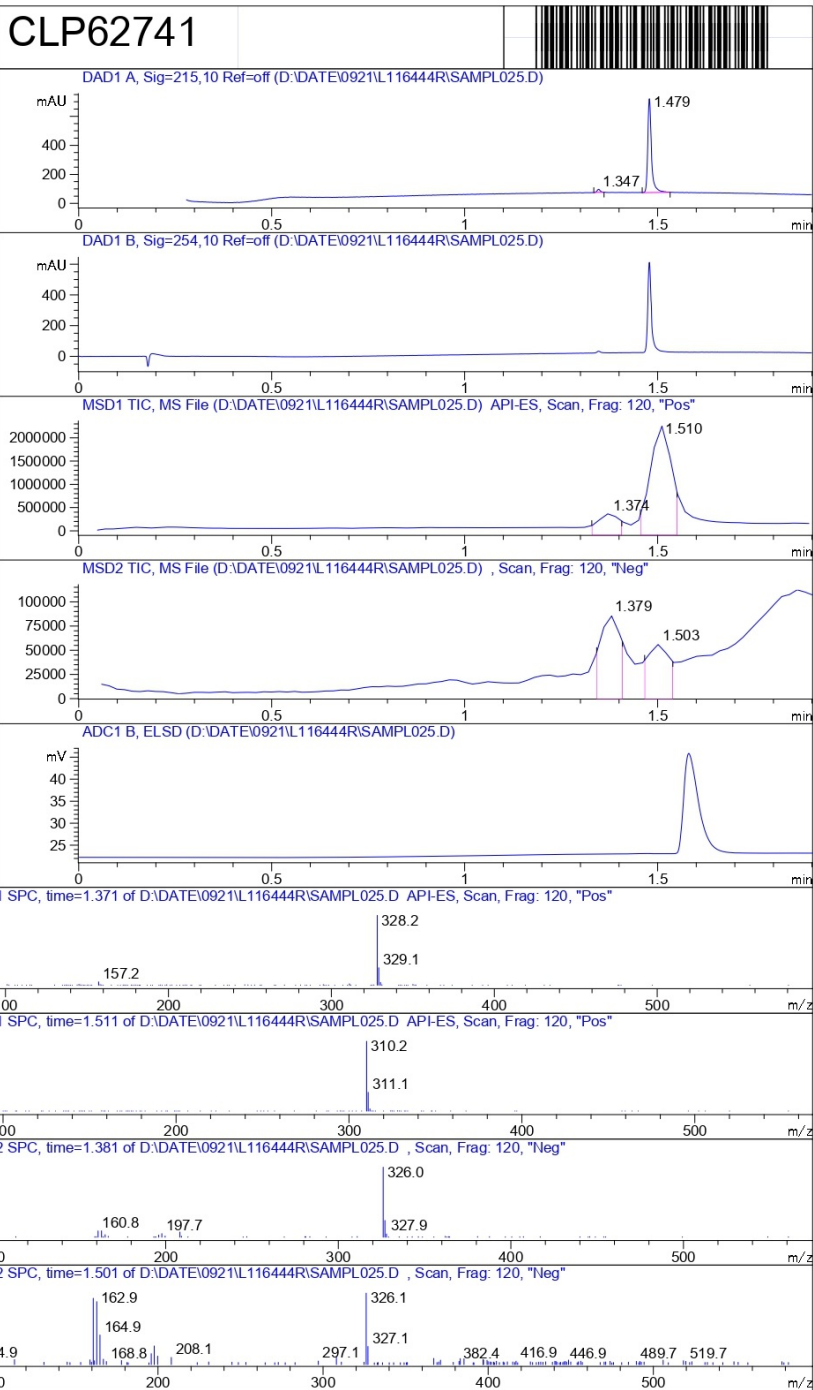 CLP62741
DAD1 A, Sig=215,10 Ref=off (D:\DATE\0921\L116444R\SAMPL025.D)
mAU
1.479
400
200
1.347
0
0 0.5 1 1.5 min
DAD1 B, Sig=254,10 Ref=off (D:\DATE\0921\L116444R\SAMPL025.D)
mAU
400
200
0
0 0.5 1 1.5 min
MSD1 TIC, MS File (D:\DATE\0921\L116444R\SAMPL025.D) API-ES, Scan, Frag: 120, "Pos"
2000000
1.510
1500000
1000000
500000
1.374
0
0 0.5 1 1.5 min
MSD2 TIC, MS File (D:\DATE\0921\L116444R\SAMPL025.D) , Scan, Frag: 120, "Neg"
100000
1.379
75000
1.503
50000
25000
0
0 0.5 1 1.5 min
ADC1 B, ELSD (D:\DATE\0921\L116444R\SAMPL025.D)
mV
40
35
30
25
0 0.5 1 1.5 min
SPC, time=1.371 of D:\DATE\0921\L116444R\SAMPL025.D API-ES, Scan, Frag: 120, "Pos"
328.2
329.1
157.2
00 200 300 400 500 m/z
SPC, time=1.511 of D:\DATE\0921\L116444R\SAMPL025.D API-ES, Scan, Frag: 120, "Pos"
310.2
311.1
00 200 300 400 500 m/z
2 SPC, time=1.381 of D:\DATE\0921\L116444R\SAMPL025.D , Scan, Frag: 120, "Neg"
326.0
160.8 197.7 327.9
0 200 300 400 500 m/z
2 SPC, time=1.501 of D:\DATE\0921\L116444R\SAMPL025.D , Scan, Frag: 120, "Neg"
162.9 326.1
164.9 327.1
4.9 168.8 208.1 297.1 382.4 416.9 446.9 489.7 519.7
200 300 400 500 m/z